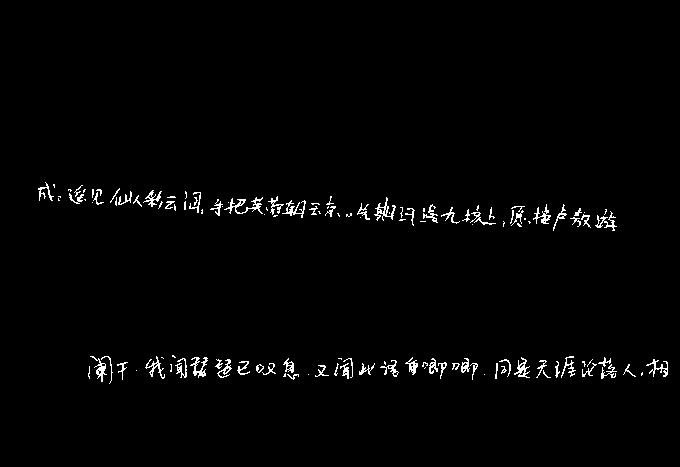 成。遥见仙人彩云间,手把芙蓉朝玉京。先期汗漫九垓上,愿接卢敖游
阑干.我闻琵琶已叹息.又闻此语重唧唧.同是天涯沦落人,相